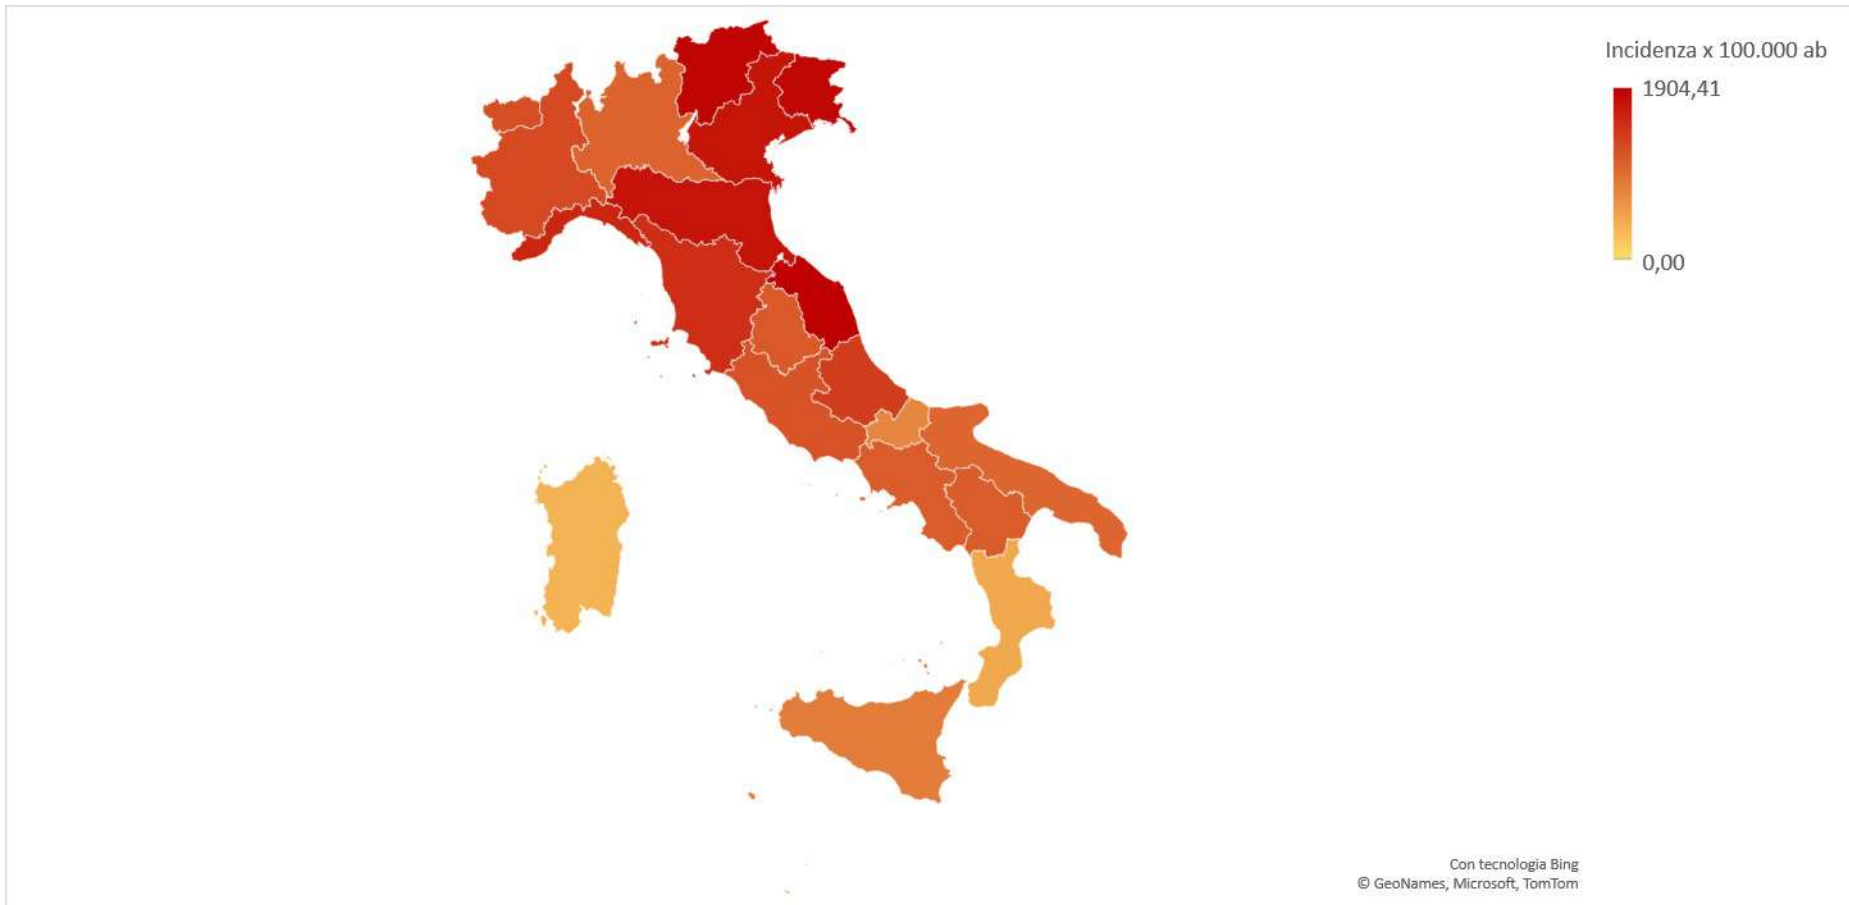 Incidenza x 100.000 ab
1904,41
0,00
Con tecnologia Bing
© GeoNames, Microsoft, TomTom